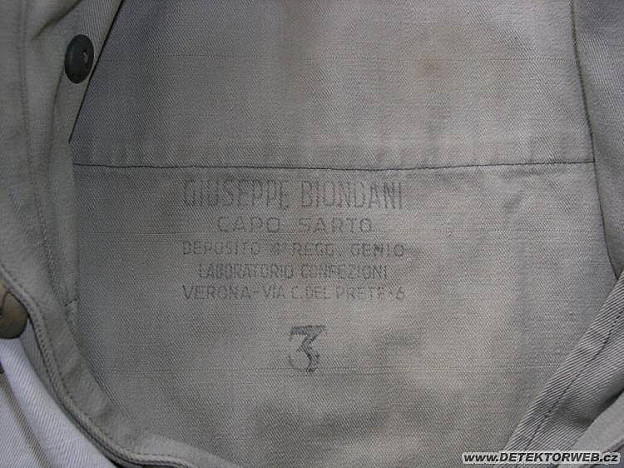 GIUSEPPE BIONDANI
CAPO SARTO
DEPOSITO 4° REGG. GENIO
LABORATORIO CONFEZIONI
VERONA-VIA C. DEL PRETE-6
3
www.DETEKTORWEB.cz